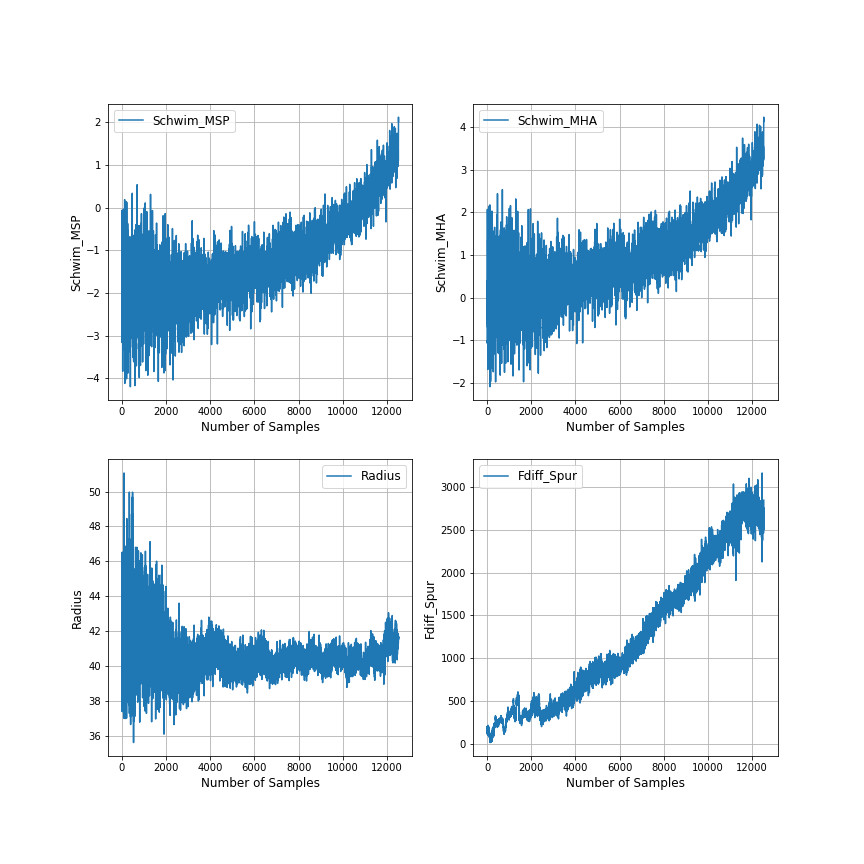 Schwim_MSP
2
1
0
−1
−2
−3
−4
Schwim_MSP
0 2000 4000 6000 8000 10000 12000
Number of Samples
Schwim_MHA
4
3
2
1
0
−1
−2
Schwim_MHA
0 2000 4000 6000 8000 10000 12000
Number of Samples
Radius
50
48
46
44
42
40
38
36
Radius
0 2000 4000 6000 8000 10000 12000
Number of Samples
Fdiff_Spur
3000
2500
2000
1500
1000
500
0
Fdiff_Spur
0 2000 4000 6000 8000 10000 12000
Number of Samples